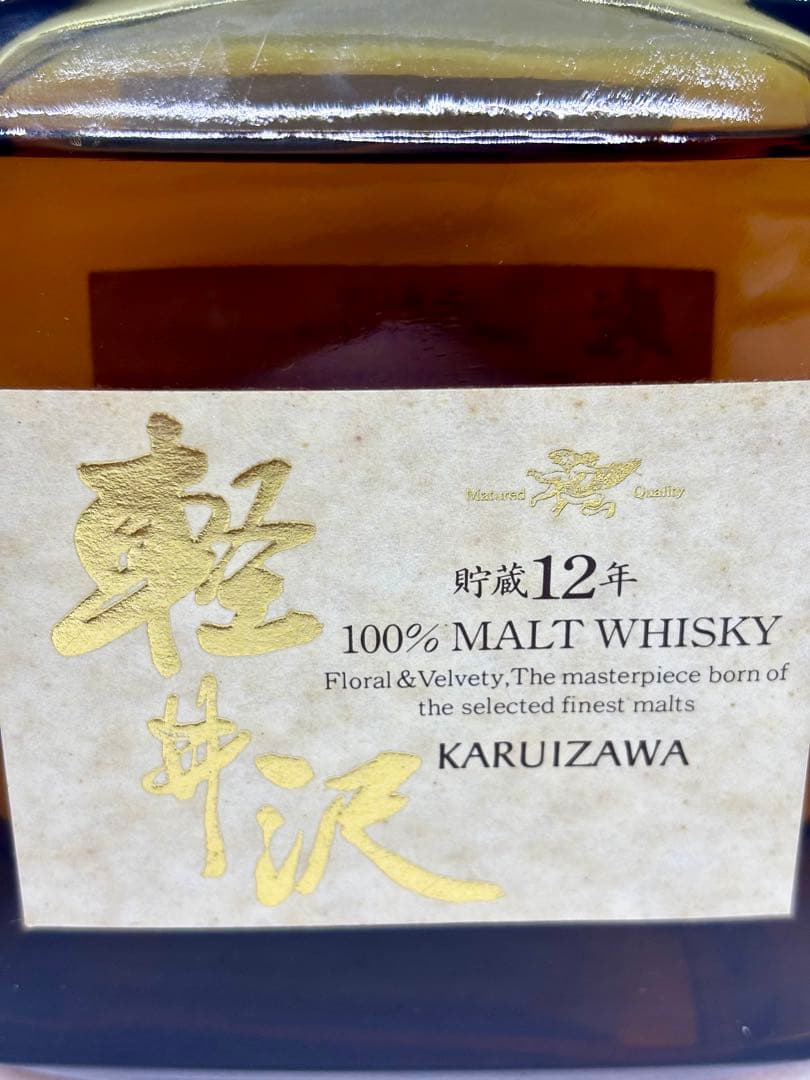 軽井沢
Matured Quality
貯蔵12年
100% MALT WHISKY
Floral & Velvety, The masterpiece born of
the selected finest malts
KARUIZAWA